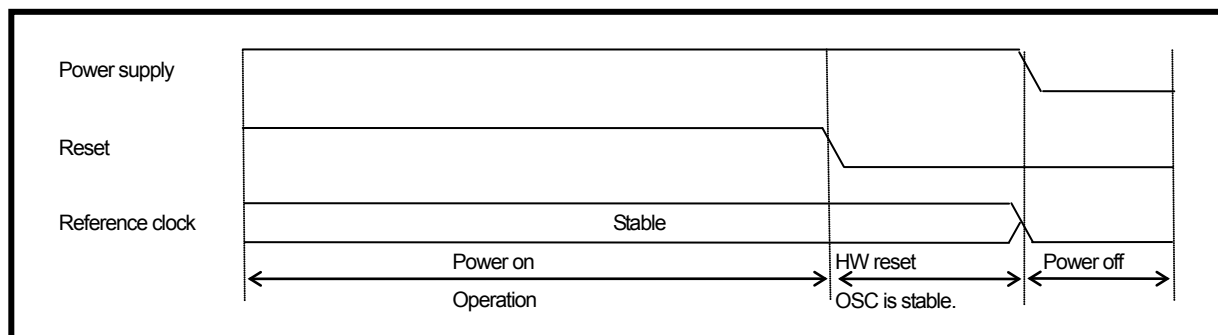 Power supply
Reset
Reference clock
Stable
Power on
HW reset
Power off
Operation
OSC is stable.